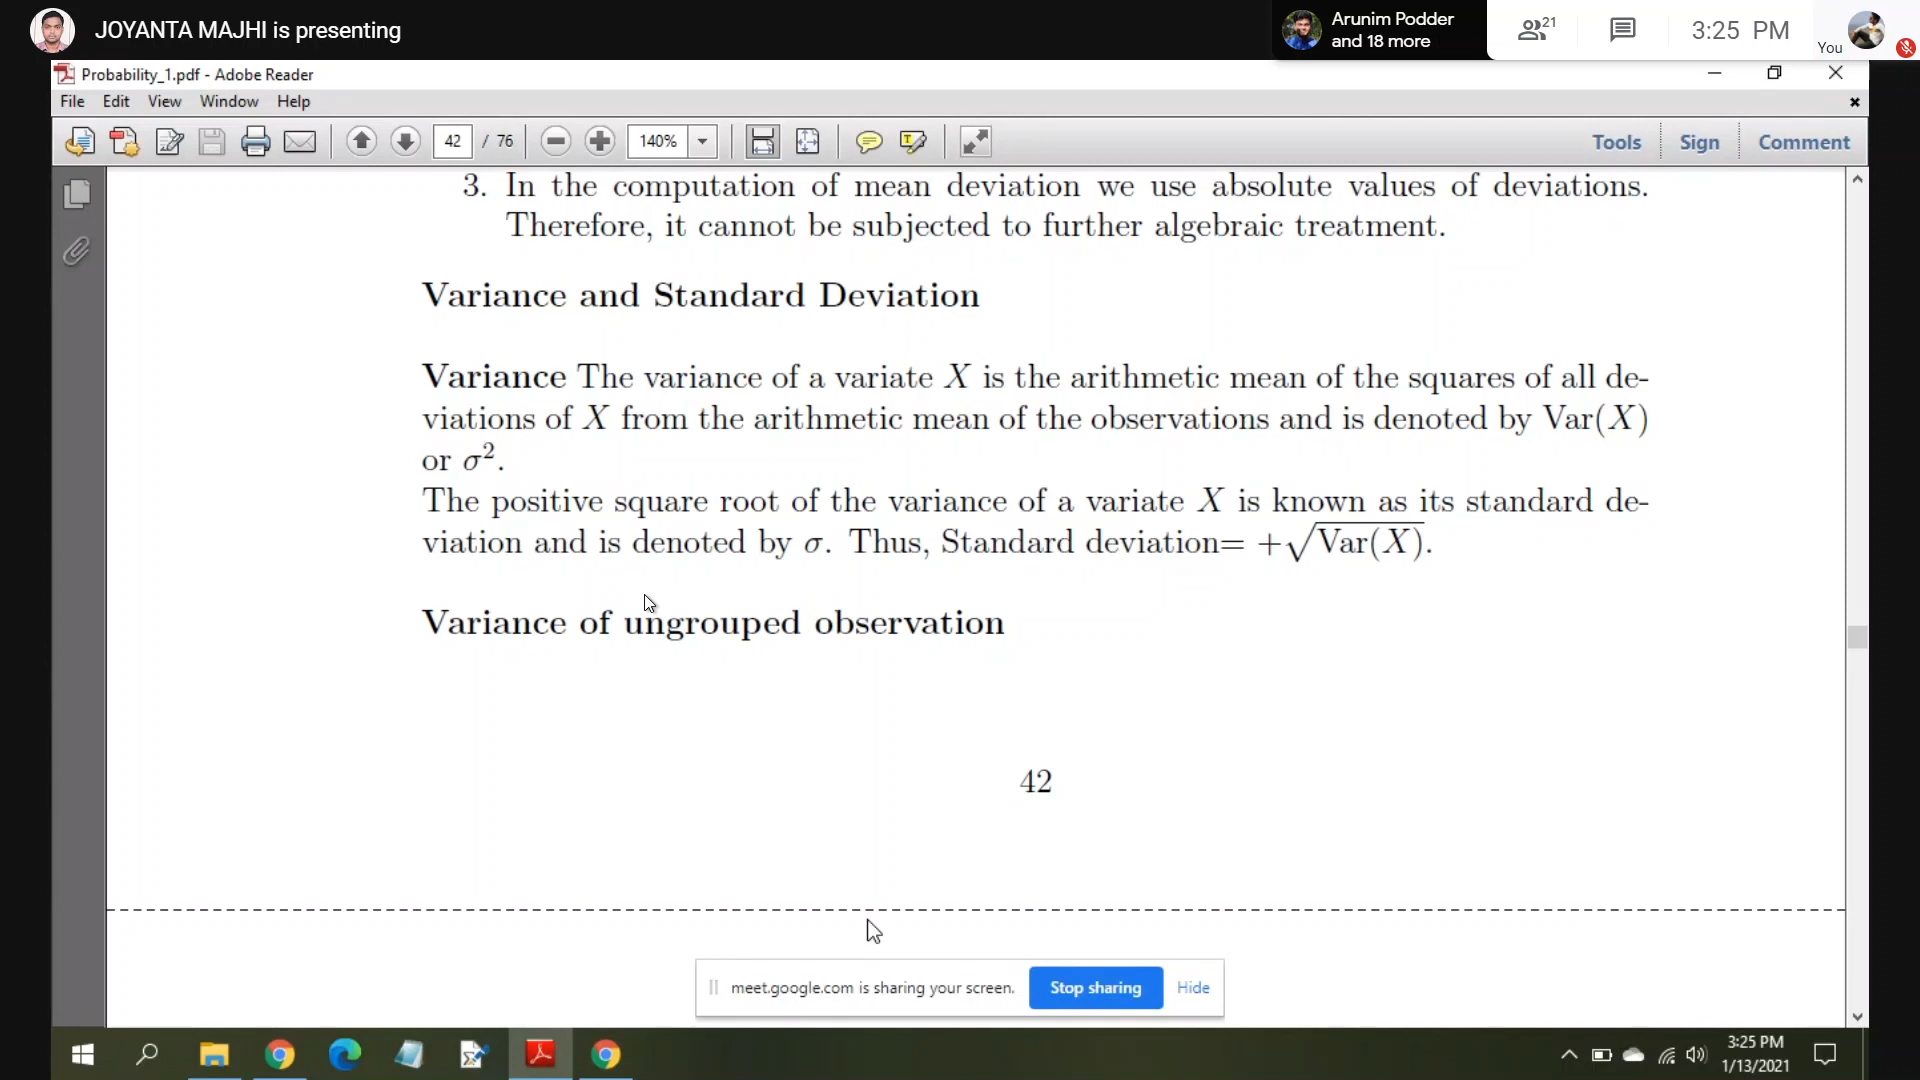 JOYANTA MAJHI is presenting
Arunim Podder
and 18 more
21
3:25 PM
You
Probability_1.pdf - Adobe Reader
File Edit View Window Help
42 / 76
140%
Tools Sign Comment
3. In the computation of mean deviation we use absolute values of deviations.
Therefore, it cannot be subjected to further algebraic treatment.
Variance and Standard Deviation
Variance The variance of a variate X is the arithmetic mean of the squares of all de-
viations of X from the arithmetic mean of the observations and is denoted by Var(X)
or σ².
The positive square root of the variance of a variate X is known as its standard de-
viation and is denoted by σ. Thus, Standard deviation= +√Var(X).
Variance of ungrouped observation
42
meet.google.com is sharing your screen. Stop sharing Hide
3:25 PM
1/13/2021